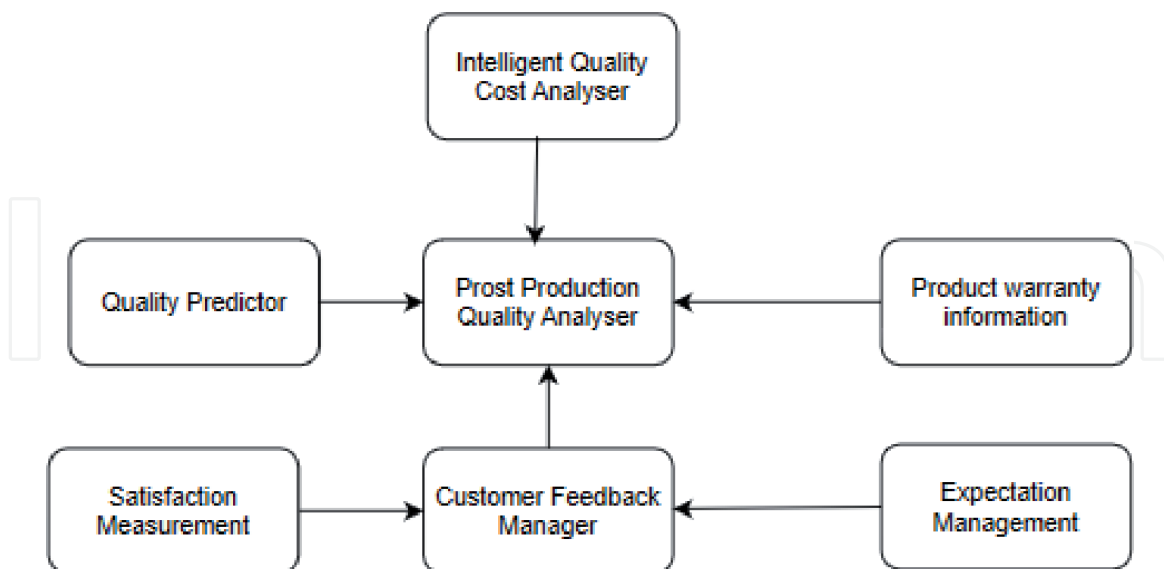 Intelligent Quality
Cost Analyser
Quality Predictor
Prost Production
Quality Analyser
Product warranty
information
Satisfaction
Measurement
Customer Feedback
Manager
Expectation
Management